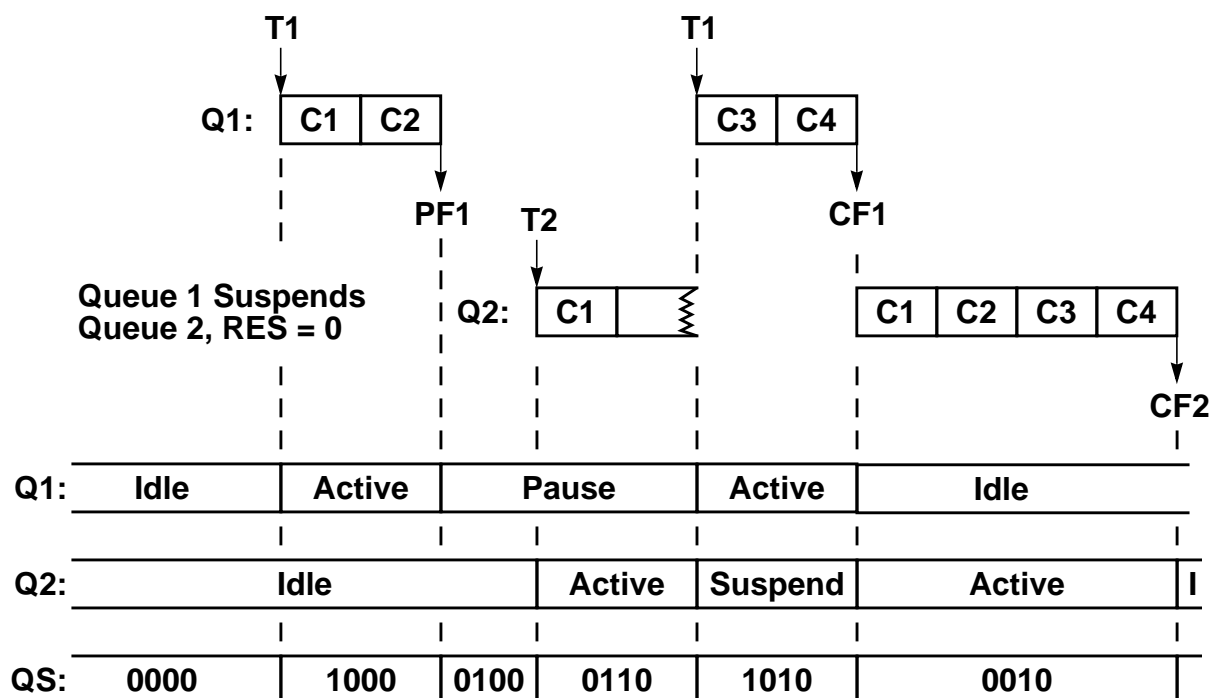 T1 T1
Q1: C1 C2 C3 C4
PF1 T2 CF1
Queue 1 Suspends
Queue 2, RES = 0
Q2: C1 C1 C2 C3 C4
CF2
Q1: Idle Active Pause Active Idle
Q2: Idle Active Suspend Active I
QS: 0000 1000 0100 0110 1010 0010